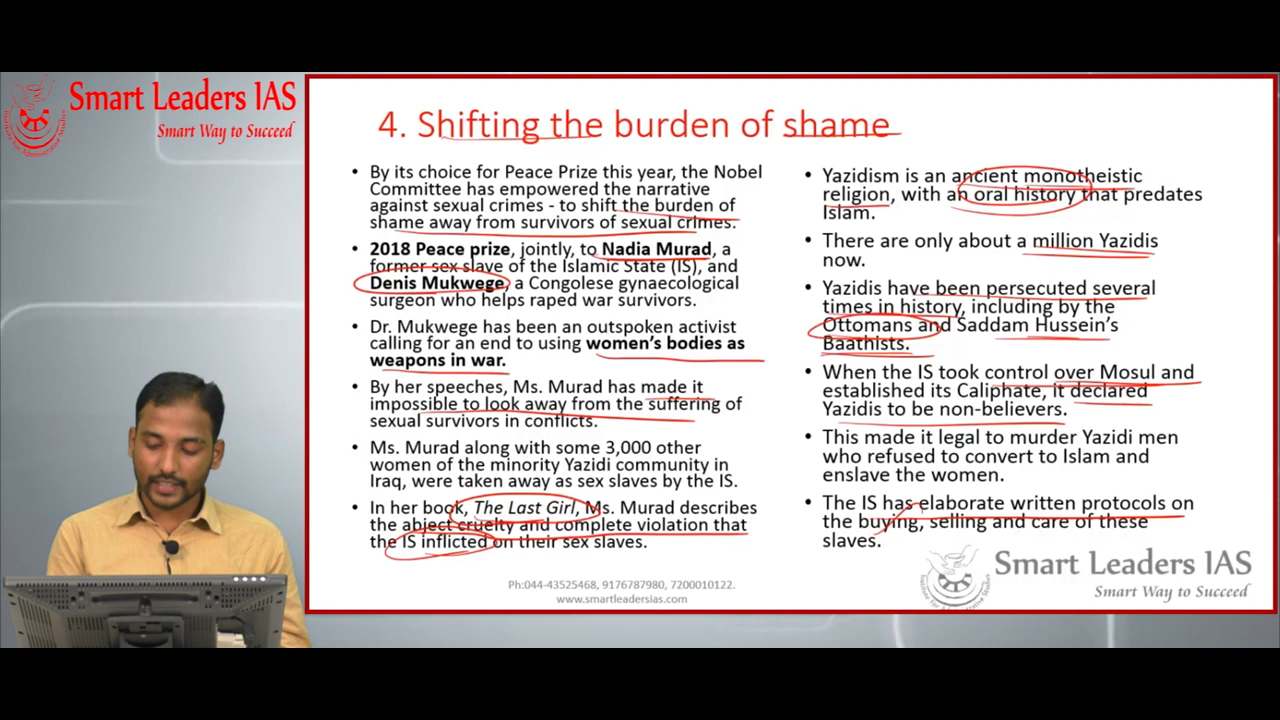 Smart Leaders IAS
Smart Way to Succeed
4. Shifting the burden of shame
• By its choice for Peace Prize this year, the Nobel
Committee has empowered the narrative
against sexual crimes - to shift the burden of
shame away from survivors of sexual crimes.
• 2018 Peace prize, jointly, to Nadia Murad, a
former sex slave of the Islamic State (IS), and
Denis Mukwege, a Congolese gynaecological
surgeon who helps raped war survivors.
• Dr. Mukwege has been an outspoken activist
calling for an end to using women's bodies as
weapons in war.
• By her speeches, Ms. Murad has made it
impossible to look away from the suffering of
sexual survivors in conflicts.
• Ms. Murad along with some 3,000 other
women of the minority Yazidi community in
Iraq, were taken away as sex slaves by the IS.
• In her book, The Last Girl, Ms. Murad describes
the abject cruelty and complete violation that
the IS inflicted on their sex slaves.
• Yazidism is an ancient monotheistic
religion, with an oral history that predates
Islam.
• There are only about a million Yazidis
now.
• Yazidis have been persecuted several
times in history, including by the
Ottomans and Saddam Hussein's
Baathists.
• When the IS took control over Mosul and
established its Caliphate, it declared
Yazidis to be non-believers.
• This made it legal to murder Yazidi men
who refused to convert to Islam and
enslave the women.
• The IS has elaborate written protocols on
the buying, selling and care of these
slaves.
Smart Leaders IAS
Smart Way to Succeed
Ph:044-43525468, 9176787980, 7200010122.
www.smartleadersias.com